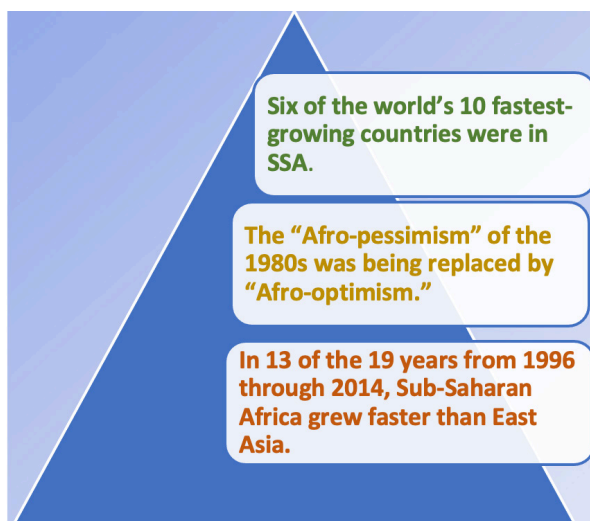 Six of the world’s 10 fastest-
growing countries were in
SSA.
The “Afro-pessimism” of the
1980s was being replaced by
“Afro-optimism.”
In 13 of the 19 years from 1996
through 2014, Sub-Saharan
Africa grew faster than East
Asia.